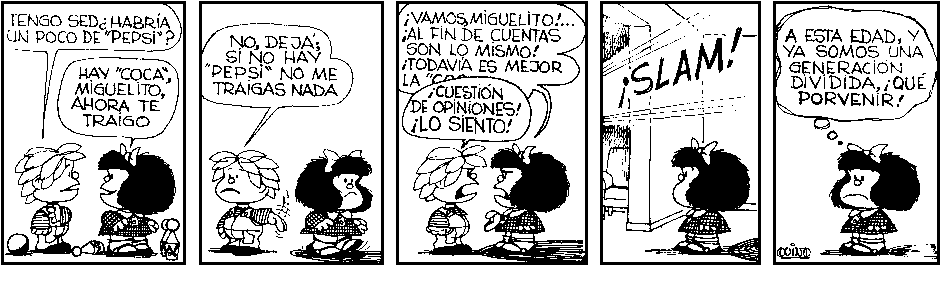 TENGO SED¿HABRÍA
UN POCO DE "PEPSI"?
HAY "COCA",
MIGUELITO,
AHORA TE
TRAIGO
NO, DEJÁ;
SI NO HAY
"PEPSI" NO ME
TRAIGAS NADA
¡VAMOS,MIGUELITO!...
¡AL FIN DE CUENTAS
SON LO MISMO!
¡TODAVÍA ES MEJOR
LA "CO
¡CUESTIÓN
DE OPINIONES!
¡LO SIENTO!
¡SLAM!
A ESTA EDAD, Y
YA SOMOS UNA
GENERACIÓN
DIVIDIDA,¡QUÉ
PORVENIR!
QUINO